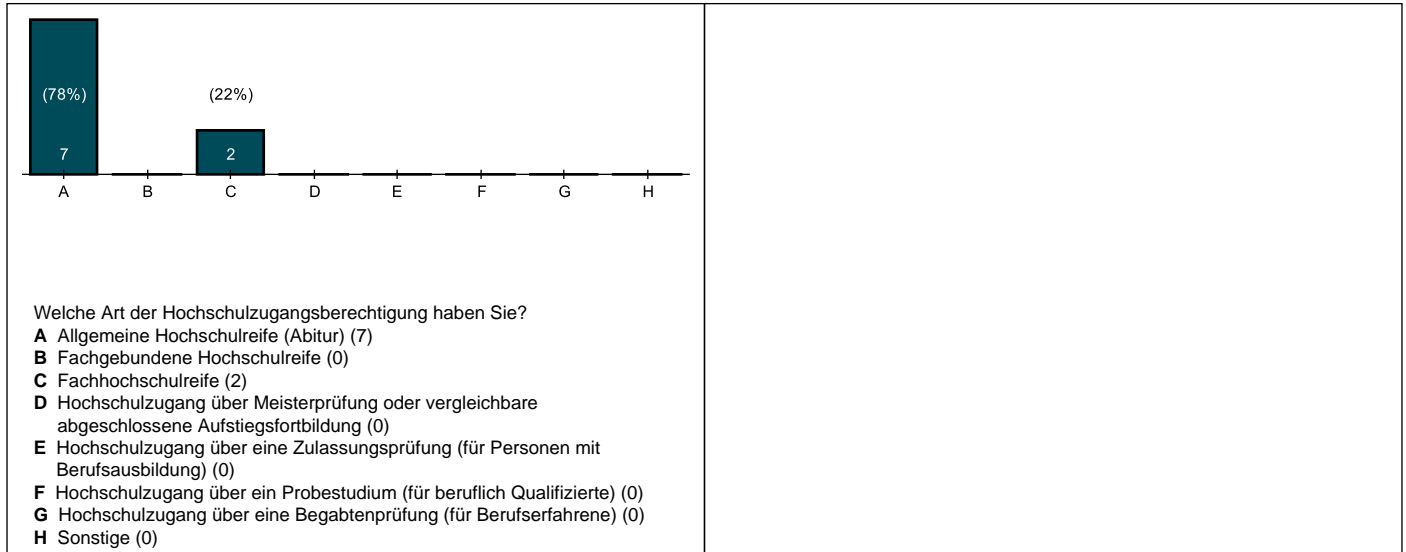 (78%) (22%)
7 2
A B C D E F G H
Welche Art der Hochschulzugangsberechtigung haben Sie?
A Allgemeine Hochschulreife (Abitur) (7)
B Fachgebundene Hochschulreife (0)
C Fachhochschulreife (2)
D Hochschulzugang über Meisterprüfung oder vergleichbare
abgeschlossene Aufstiegsfortbildung (0)
E Hochschulzugang über eine Zulassungsprüfung (für Personen mit
Berufsausbildung) (0)
F Hochschulzugang über ein Probestudium (für beruflich Qualifizierte) (0)
G Hochschulzugang über eine Begabtenprüfung (für Berufserfahrene) (0)
H Sonstige (0)